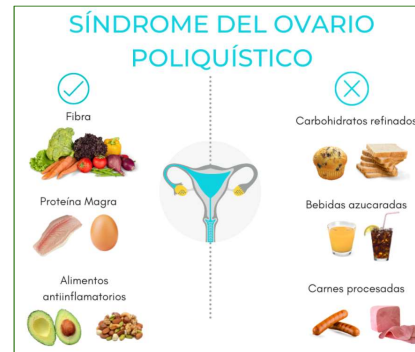 SÍNDROME DEL OVARIO
POLIQUÍSTICO
Fibra
Proteína Magra
Alimentos
antiinflamatorios
Carbohidratos refinados
Bebidas azucaradas
Carnes procesadas